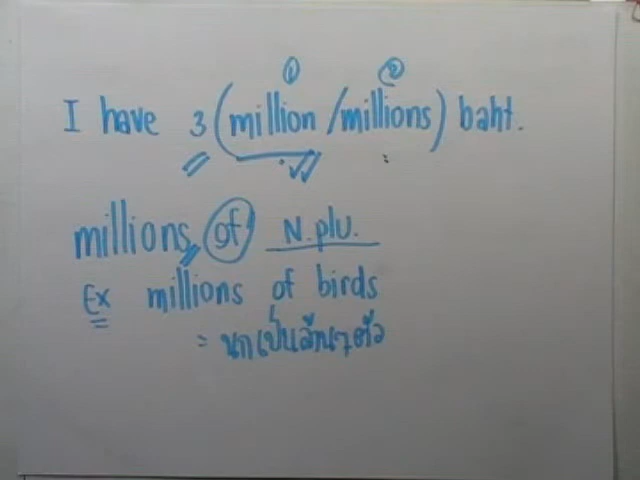 ① ②
I have 3 (million/millions) baht.
millions of N.plu.
Ex millions of birds
= นกเป็นล้านๆตัว